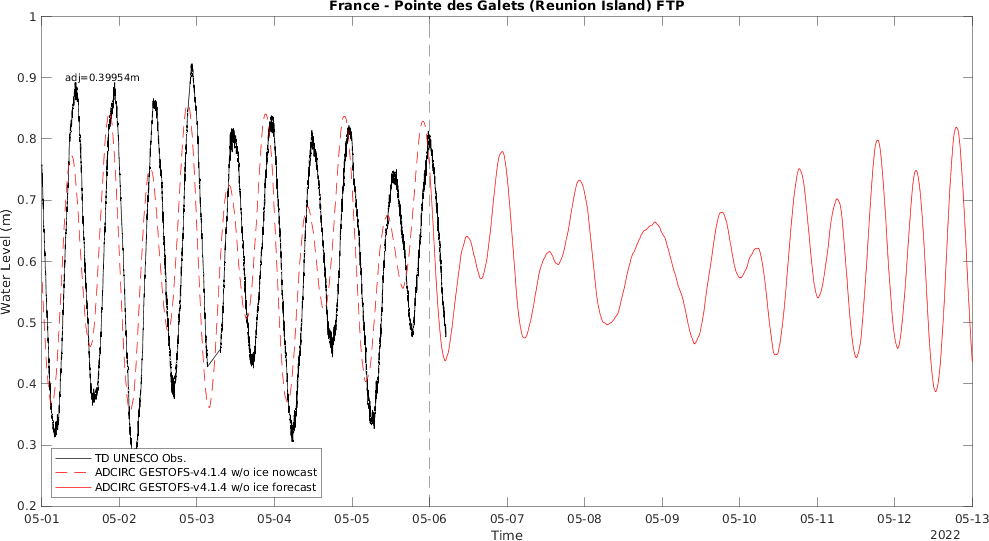 France - Pointe des Galets (Reunion Island) FTP
1
0.9
0.8
0.7
0.6
0.5
0.4
0.3
0.2
Water Level (m)
adj=0.39954m
TD UNESCO Obs.
ADCIRC GESTOFS-v4.1.4 w/o ice nowcast
ADCIRC GESTOFS-v4.1.4 w/o ice forecast
05-01 05-02 05-03 05-04 05-05 05-06 05-07 05-08 05-09 05-10 05-11 05-12 05-13
Time
2022